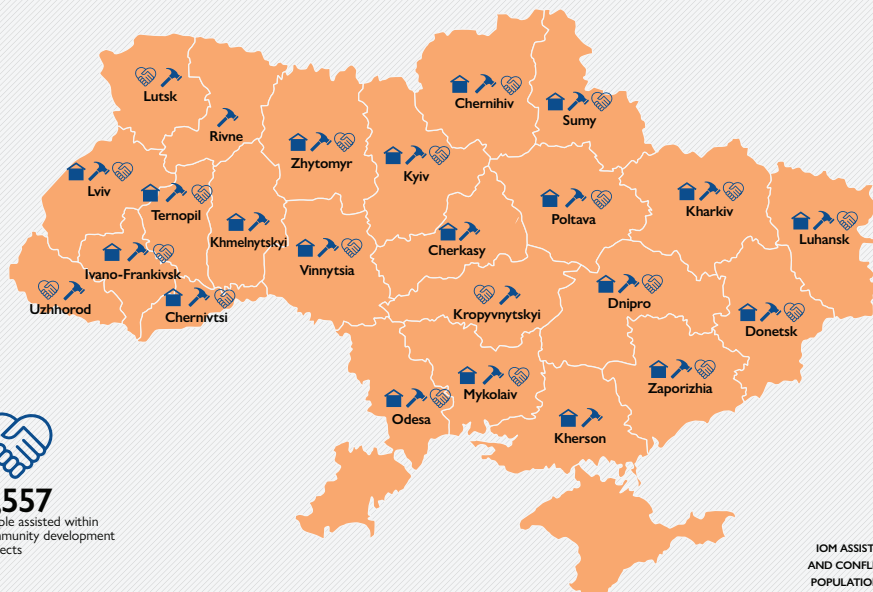 Lutsk
Rivne
Chernihiv
Sumy
Zhytomyr
Kyiv
Lviv
Ternopil
Khmelnytskyi
Poltava
Kharkiv
Luhansk
Cherkasy
Vinnytsia
Ivano-Frankivsk
Uzhhorod
Chernivtsi
Kropyvnytskyi
Dnipro
Donetsk
Mykolaiv
Zaporizhia
Odesa
Kherson
,557
ple assisted within
munity development
ects
IOM ASSIST
AND CONFL
POPULATION